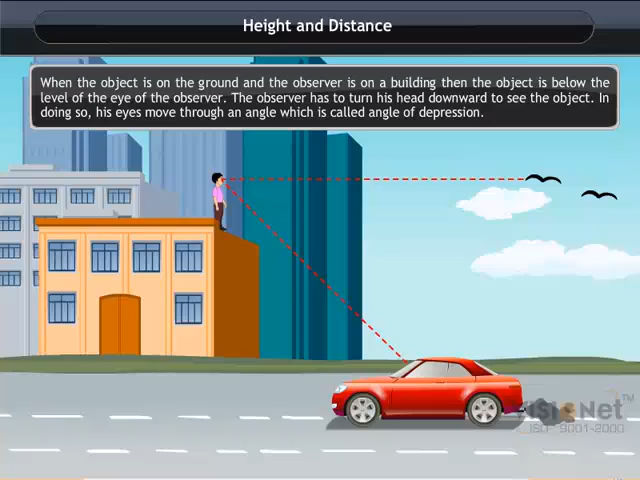 Height and Distance
When the object is on the ground and the observer is on a building then the object is below the
level of the eye of the observer. The observer has to turn his head downward to see the object. In
doing so, his eyes move through an angle which is called angle of depression.
VisioNet™
ISO 9001-2000